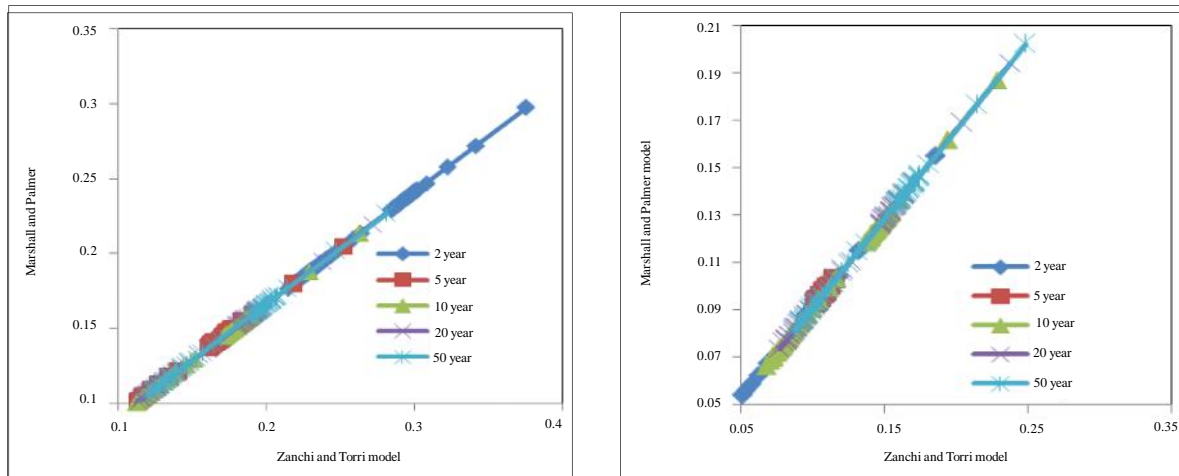 0.35
0.3
0.25
0.2
0.15
0.1
Marshall and Palmer
0.1
0.2
0.3
0.4
Zanchi and Torri model
2 year
5 year
10 year
20 year
50 year
0.21
0.19
0.17
0.15
0.13
0.11
0.09
0.07
0.05
Marshall and Palmer model
0.05
0.15
0.25
0.35
Zanchi and Torri model
2 year
5 year
10 year
20 year
50 year